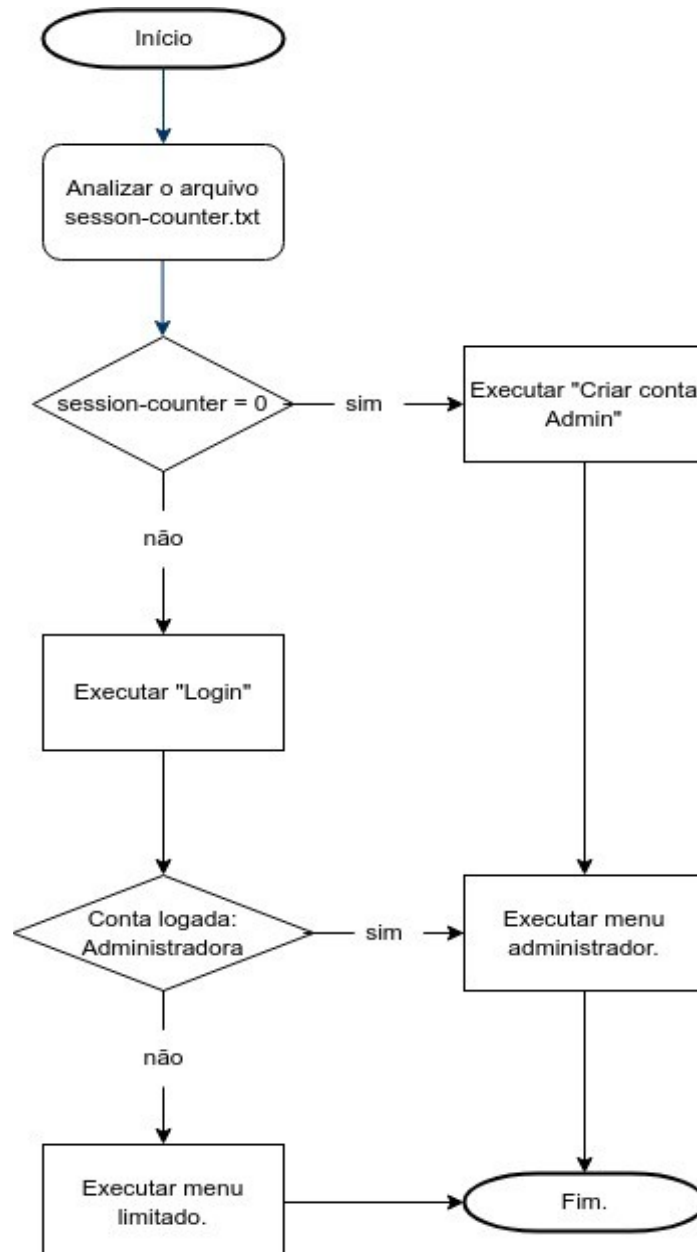 Início
Analizar o arquivo
sesson-counter.txt
session-counter = 0
sim
Executar "Criar conta
Admin"
não
Executar "Login"
Conta logada:
Administradora
sim
Executar menu
administrador.
não
Executar menu
limitado.
Fim.